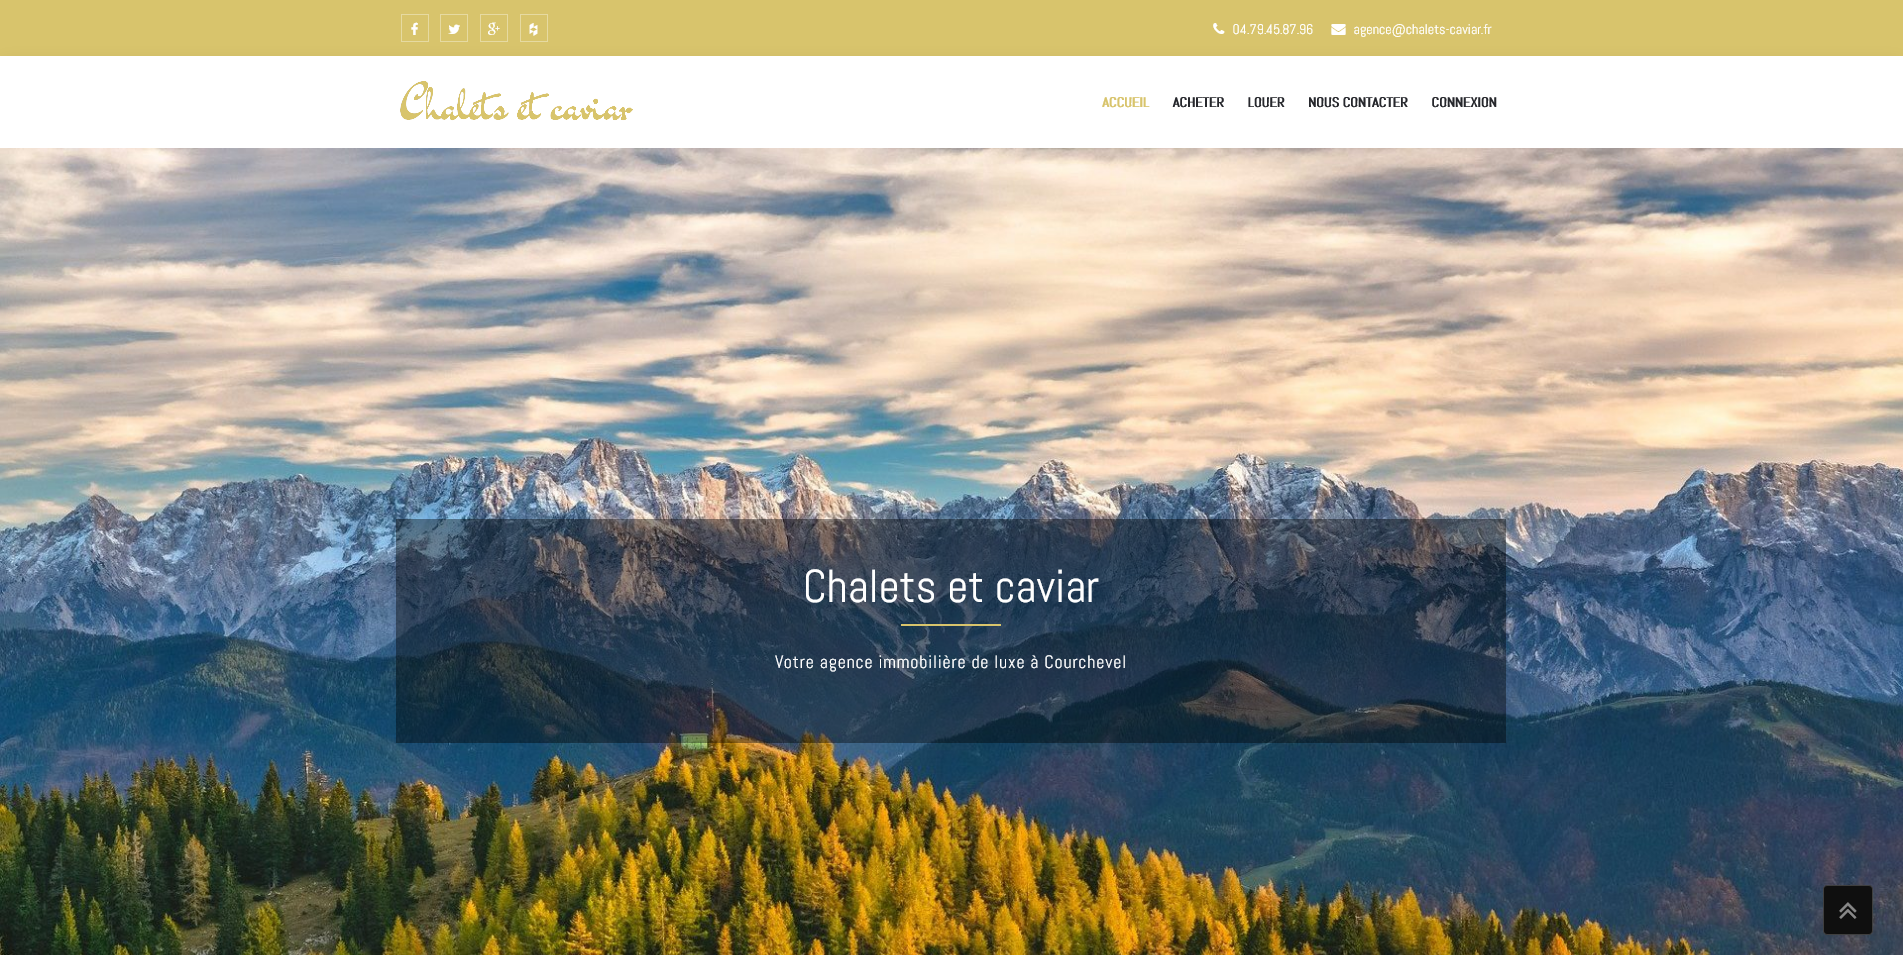 04.79.45.87.96 agence@chalets-caviar.fr
Chalets et caviar
ACCUEIL ACHETER LOUER NOUS CONTACTER CONNEXION
Chalets et caviar
Votre agence immobilière de luxe à Courchevel